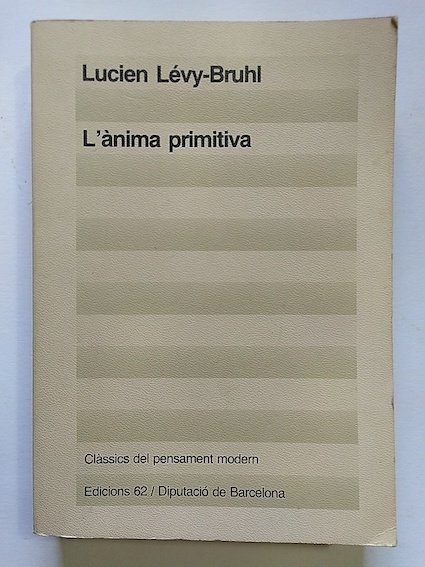 Lucien Lévy-Bruhl
L'ànima primitiva
Clàssics del pensament modern
Edicions 62 / Diputació de Barcelona